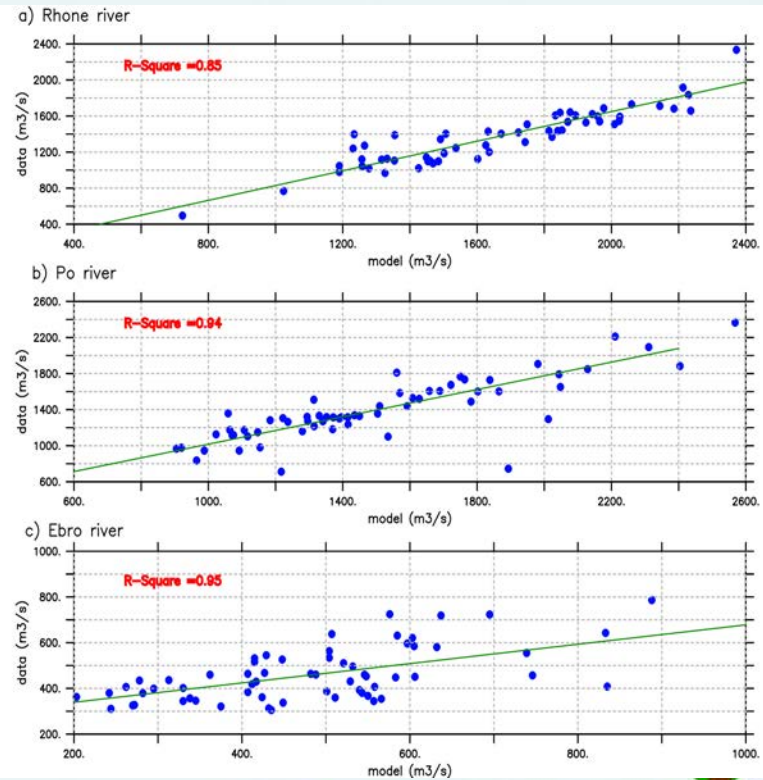 a) Rhone river
R-Square =0.85
data (m3/s)
2400.
2000.
1600.
1200.
800.
400.
400. 800. 1200. 1600. 2000. 2400.
model (m3/s)
b) Po river
R-Square =0.94
data (m3/s)
2600.
2200.
1800.
1400.
1000.
600.
600. 1000. 1400. 1800. 2200. 2600.
model (m3/s)
c) Ebro river
R-Square =0.95
data (m3/s)
1000.
800.
600.
400.
200.
200. 400. 600. 800. 1000.
model (m3/s)